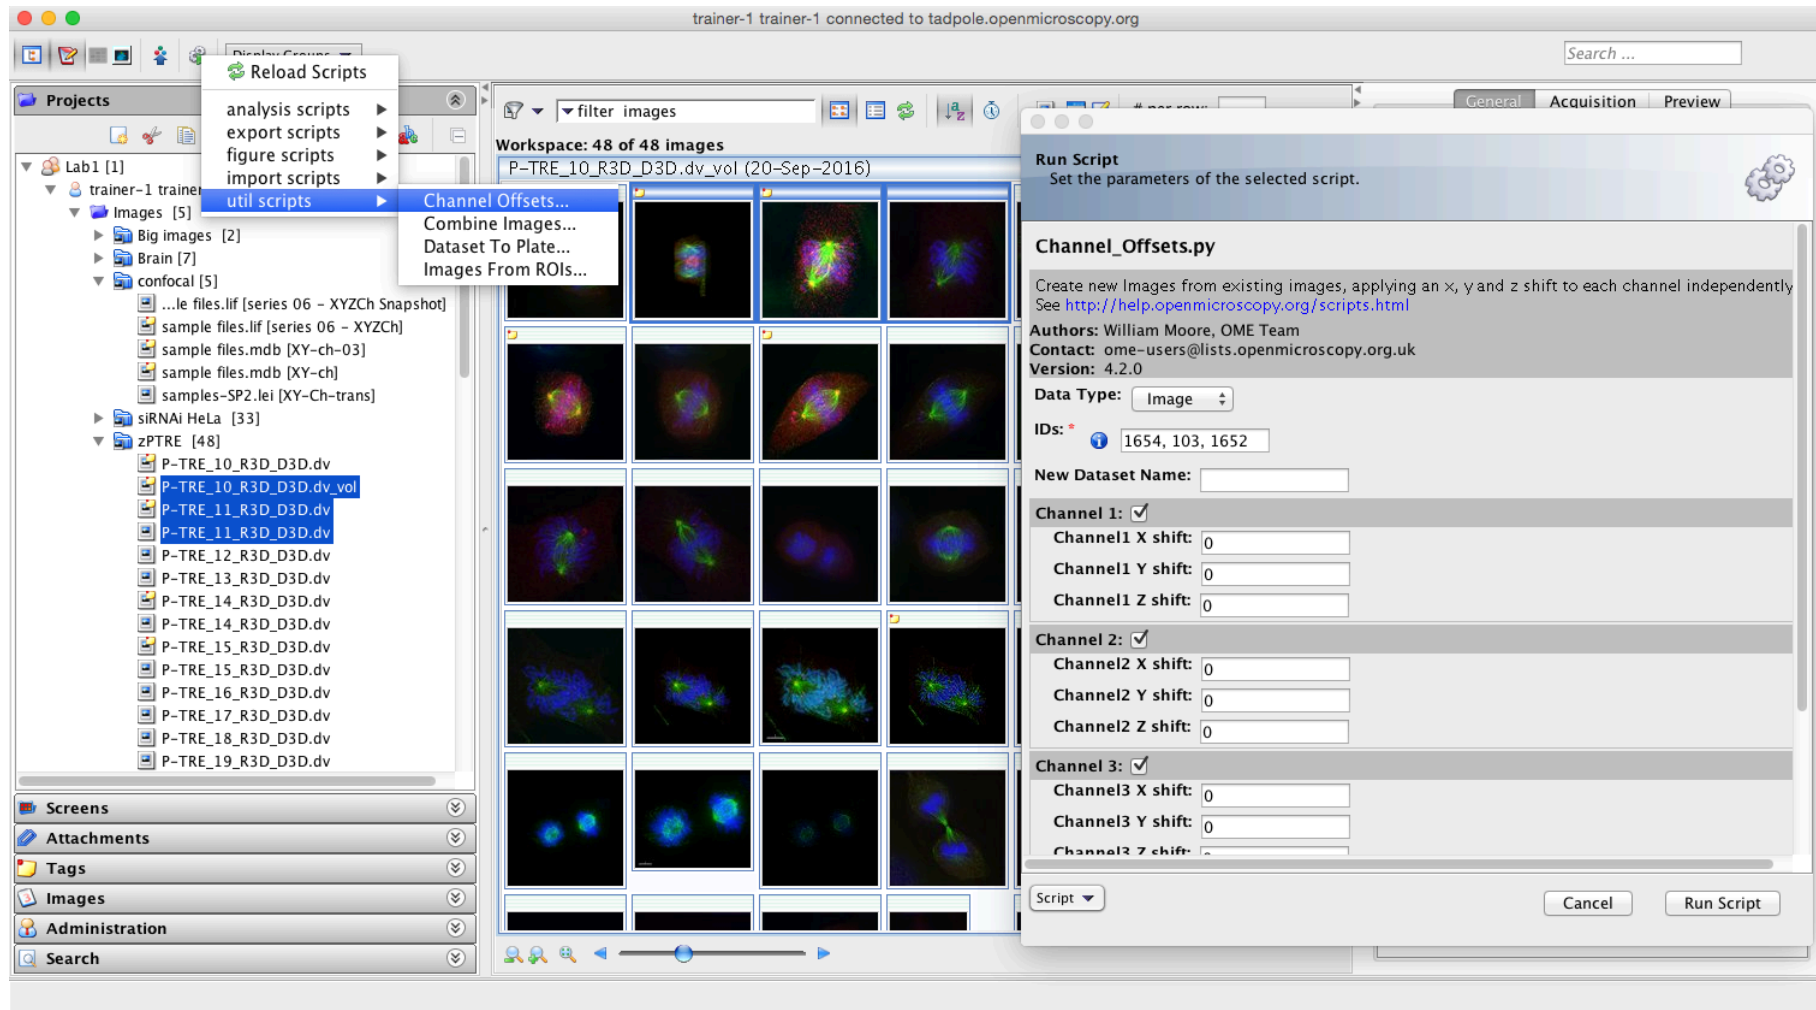 trainer-1 trainer-1 connected to tadpole.openmicroscopy.org
Search ...
Reload Scripts
analysis scripts
export scripts
figure scripts
import scripts
util scripts
Channel Offsets...
Combine Images...
Dataset To Plate...
Images From ROIs...
Projects
Lab1 [1]
trainer-1
Images [5]
Big images [2]
Brain [7]
confocal [5]
...le files.lif [series 06 - XYZCh Snapshot]
sample files.lif [series 06 - XYZCh]
sample files.mdb [XY-ch-03]
sample files.mdb [XY-ch]
samples-SP2.lei [XY-Ch-trans]
siRNAi HeLa [33]
zPTRE [48]
P-TRE_10_R3D_D3D.dv
P-TRE_10_R3D_D3D.dv_vol
P-TRE_11_R3D_D3D.dv
P-TRE_11_R3D_D3D.dv
P-TRE_12_R3D_D3D.dv
P-TRE_13_R3D_D3D.dv
P-TRE_14_R3D_D3D.dv
P-TRE_14_R3D_D3D.dv
P-TRE_15_R3D_D3D.dv
P-TRE_15_R3D_D3D.dv
P-TRE_16_R3D_D3D.dv
P-TRE_17_R3D_D3D.dv
P-TRE_18_R3D_D3D.dv
P-TRE_19_R3D_D3D.dv
Screens
Attachments
Tags
Images
Administration
Search
filter images
# per row:
Workspace: 48 of 48 images
P-TRE_10_R3D_D3D.dv_vol (20-Sep-2016)
General Acquisition Preview
Run Script
Set the parameters of the selected script.
Channel_Offsets.py
Create new Images from existing images, applying an x, y and z shift to each channel independently
See http://help.openmicroscopy.org/scripts.html
Authors: William Moore, OME Team
Contact: ome-users@lists.openmicroscopy.org.uk
Version: 4.2.0
Data Type: Image
IDs: * 1654, 103, 1652
New Dataset Name:
Channel 1:
Channel1 X shift: 0
Channel1 Y shift: 0
Channel1 Z shift: 0
Channel 2:
Channel2 X shift: 0
Channel2 Y shift: 0
Channel2 Z shift: 0
Channel 3:
Channel3 X shift: 0
Channel3 Y shift: 0
Channel3 Z shift:
Script
Cancel
Run Script